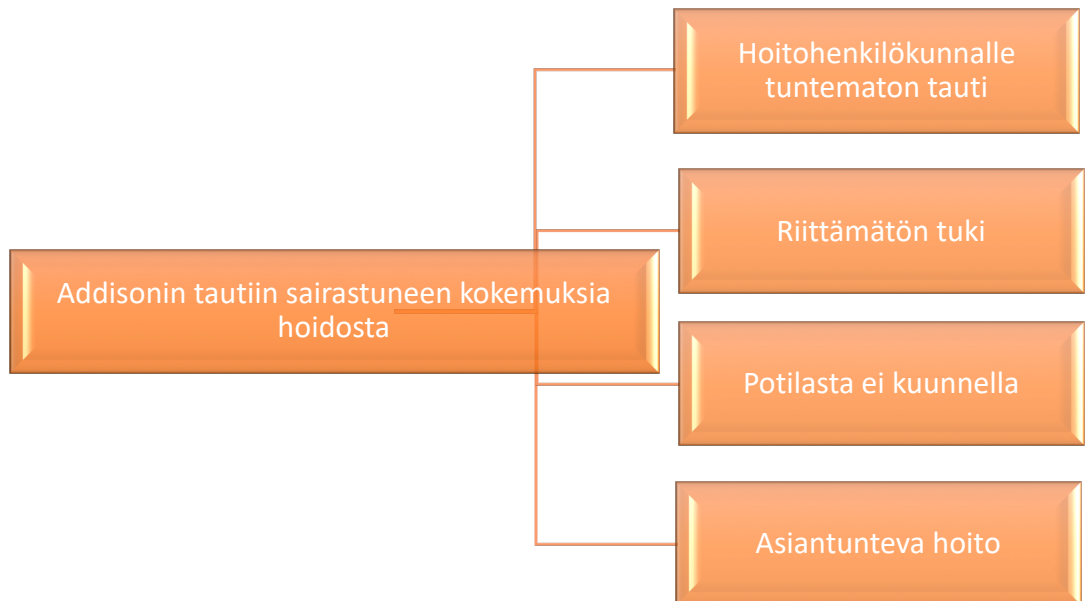 Hoitohenkilökunnalle
tuntematon tauti
Riittämätön tuki
Addisonin tautiin sairastuneen kokemuksia
hoidosta
Potilasta ei kuunnella
Asiantunteva hoito